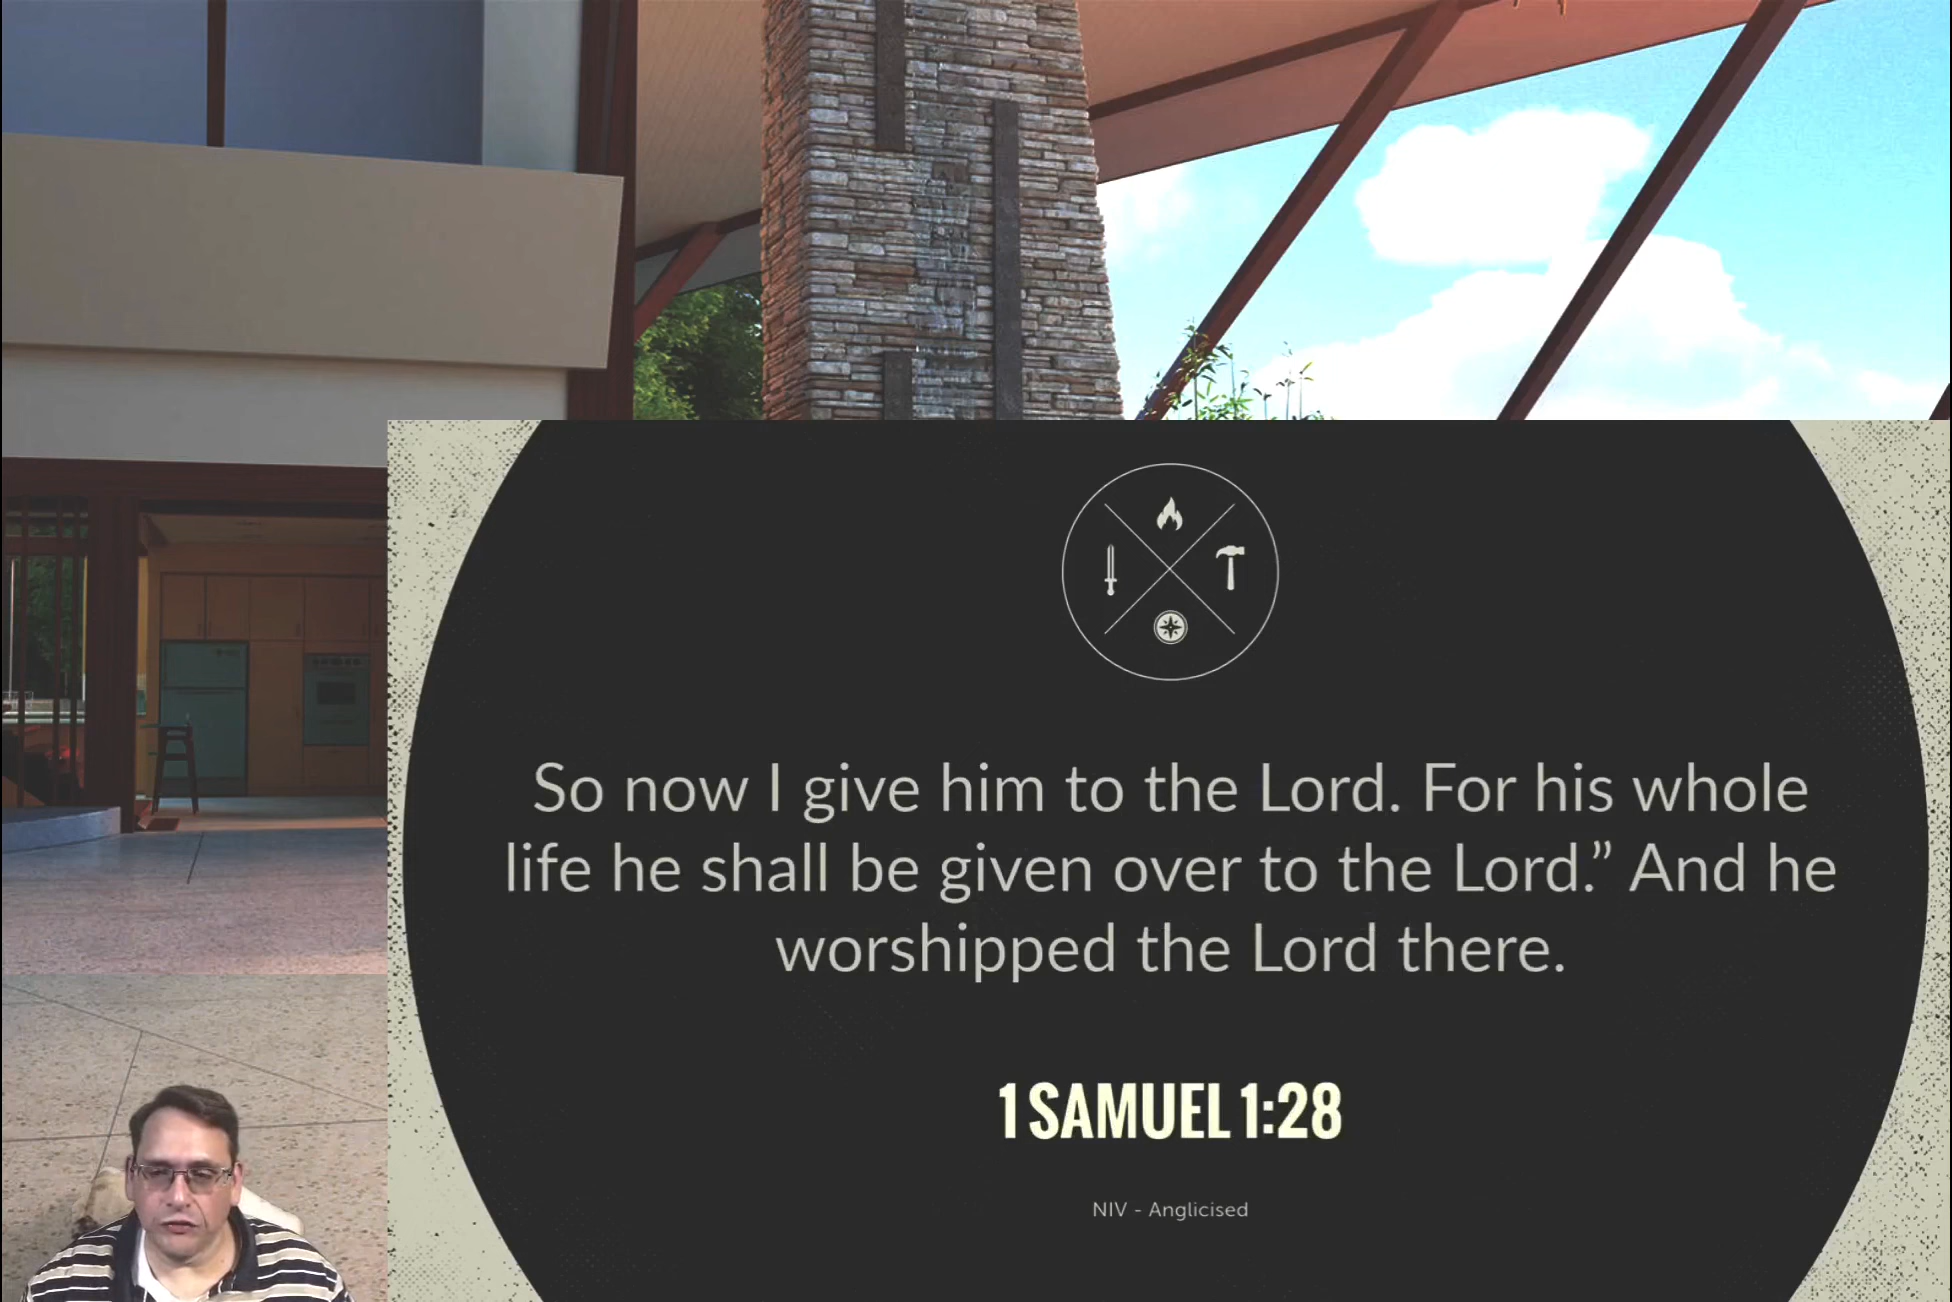 So now I give him to the Lord. For his whole
life he shall be given over to the Lord.” And he
worshipped the Lord there.
1 SAMUEL 1:28
NIV - Anglicised